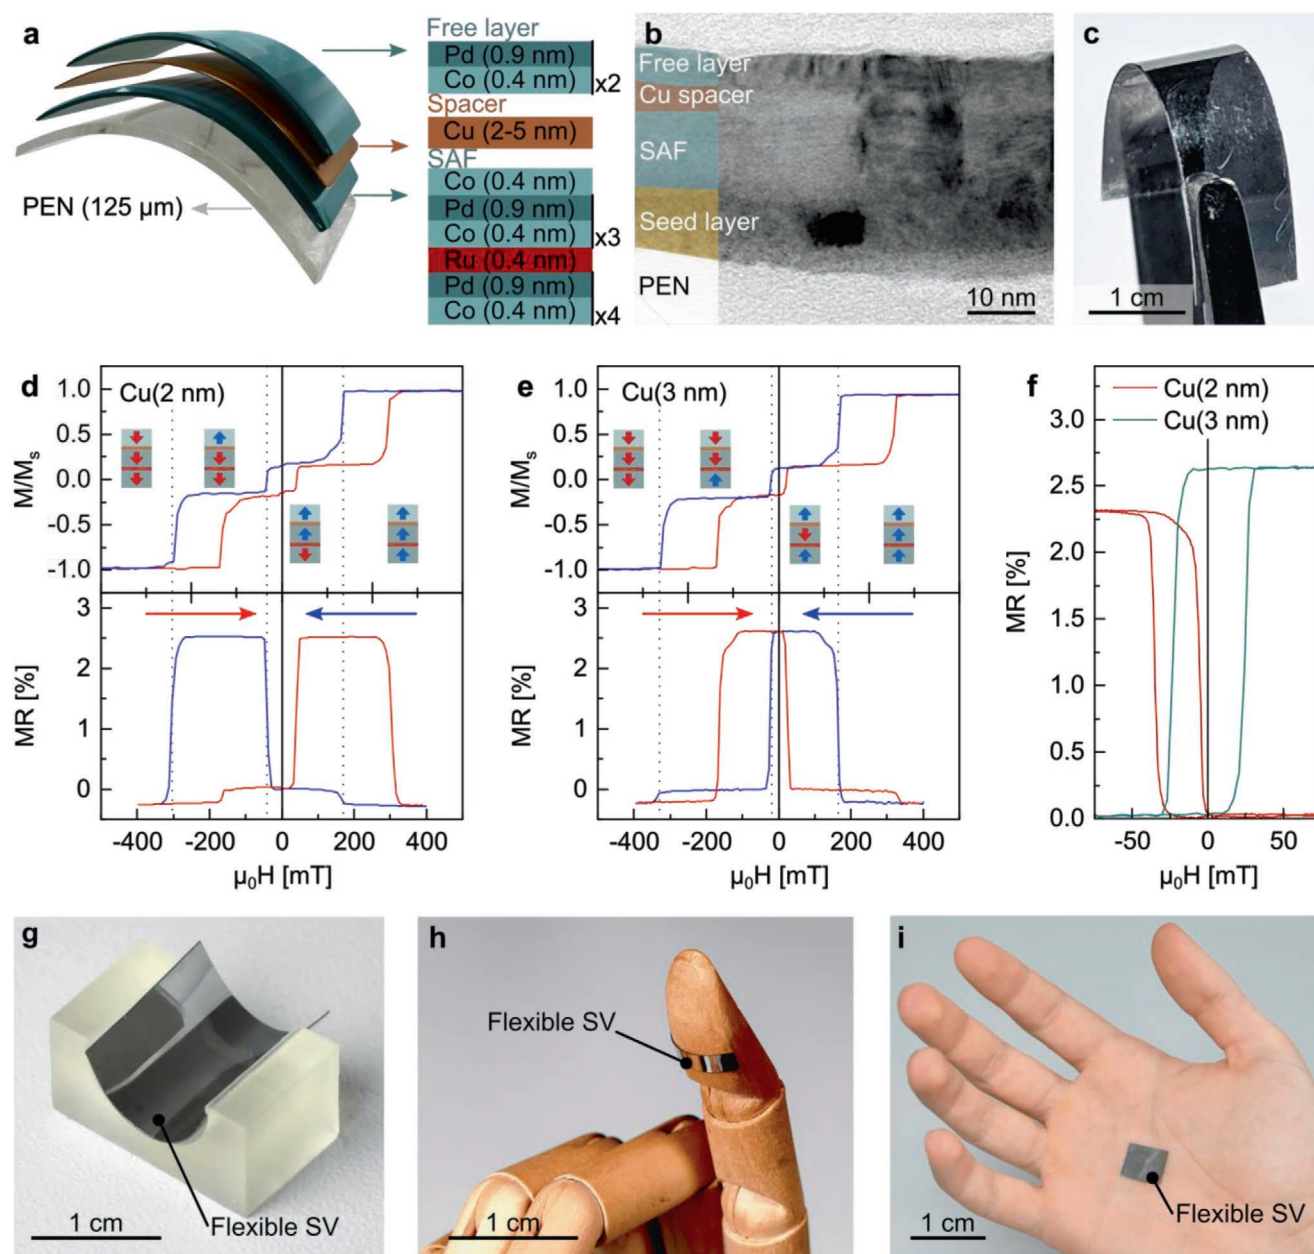 a
Free layer
Pd (0.9 nm)
Co (0.4 nm)
x2
Spacer
Cu (2-5 nm)
SAF
Co (0.4 nm)
Pd (0.9 nm)
Co (0.4 nm)
x3
Ru (0.4 nm)
Pd (0.9 nm)
Co (0.4 nm)
x4
PEN (125 µm)
b
Free layer
Cu spacer
SAF
Seed layer
PEN
10 nm
c
1 cm
d
Cu(2 nm)
M/Ms
1.0
0.5
0.0
-0.5
-1.0
MR [%]
3
2
1
0
-400 -200 0 200 400
µ0H [mT]
e
Cu(3 nm)
M/Ms
1.0
0.5
0.0
-0.5
-1.0
MR [%]
3
2
1
0
-400 -200 0 200 400
µ0H [mT]
f
Cu(2 nm)
Cu(3 nm)
MR [%]
3.0
2.5
2.0
1.5
1.0
0.5
0.0
-50 0 50
µ0H [mT]
g
Flexible SV
1 cm
h
Flexible SV
1 cm
i
Flexible SV
1 cm